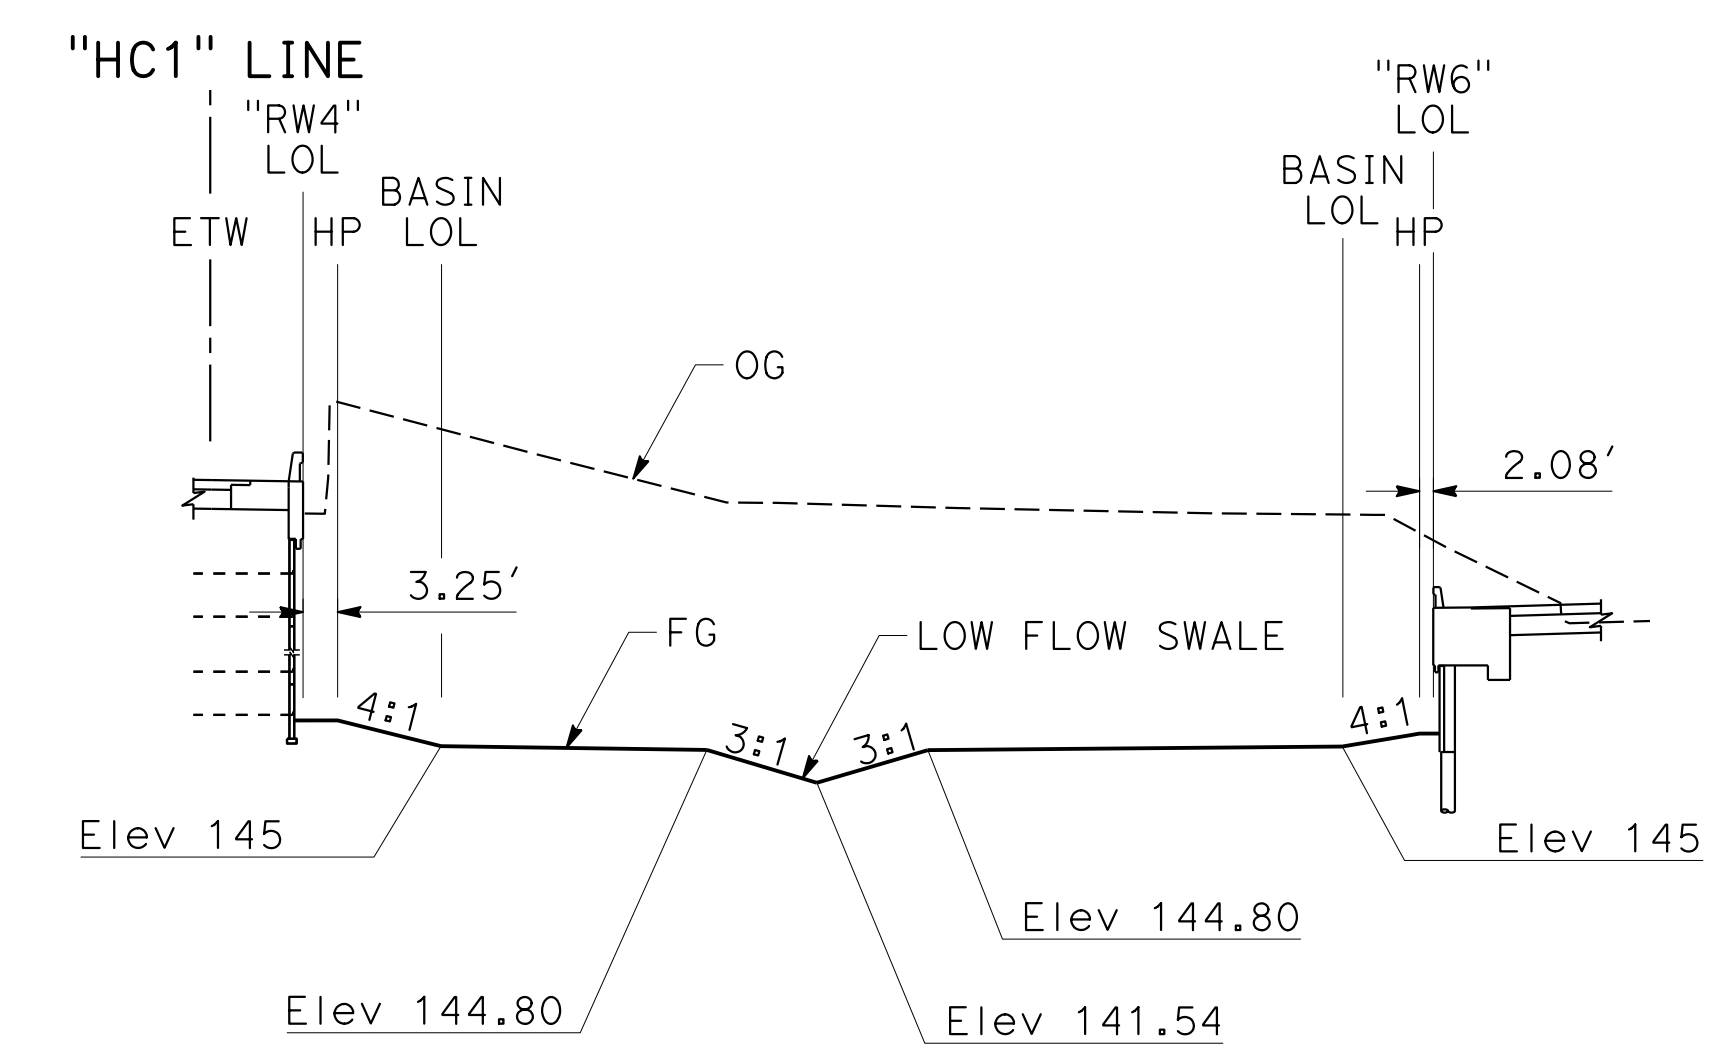 "HC1" LINE
"RW4"
LOL
ETW
HP
BASIN
LOL
BASIN
LOL
HP
"RW6"
LOL
OG
2.08'
3.25'
FG
LOW FLOW SWALE
4:1
3:1
3:1
4:1
Elev 145
Elev 144.80
Elev 141.54
Elev 144.80
Elev 145